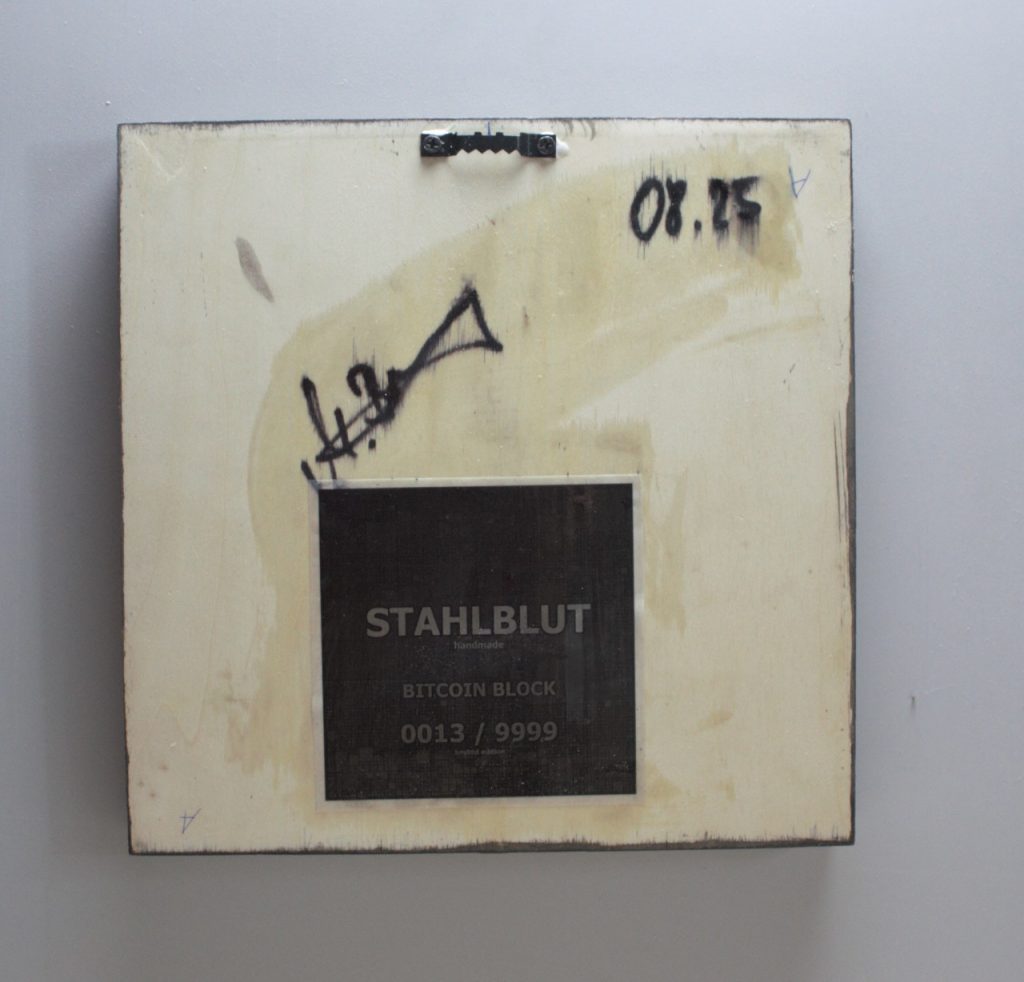 08.25
STAHLBLUT
handmade
BITCOIN BLOCK
0013 / 9999
limited edition